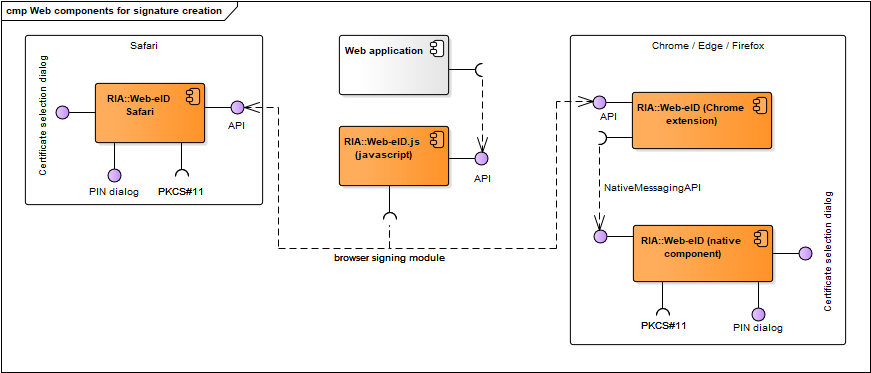 cmp Web components for signature creation
Safari
Certificate selection dialog
RIA::Web-eID
Safari
API
PIN dialog
PKCS#11
Web application
RIA::Web-eID.js
(javascript)
API
browser signing module
Chrome / Edge / Firefox
RIA::Web-eID (Chrome
extension)
API
NativeMessagingAPI
RIA::Web-eID (native
component)
Certificate selection dialog
PKCS#11
PIN dialog